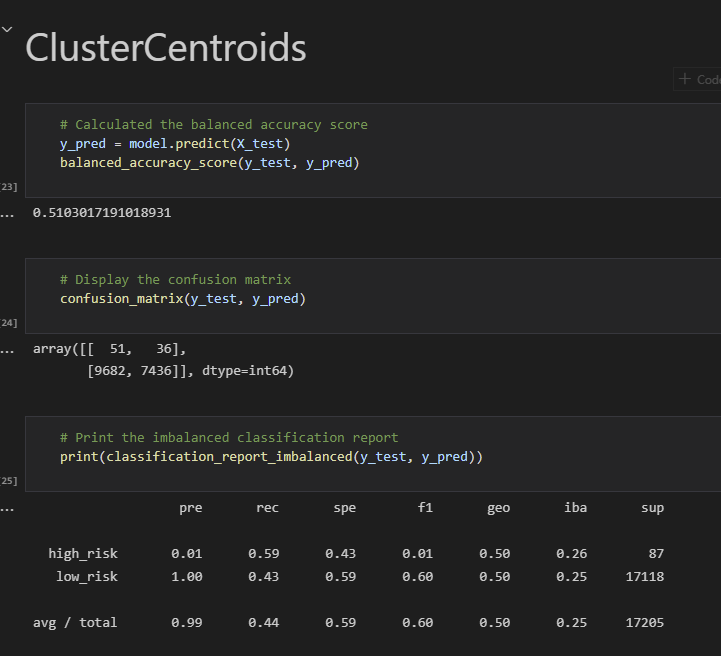 ClusterCentroids
+ Code
# Calculated the balanced accuracy score
y_pred = model.predict(X_test)
balanced_accuracy_score(y_test, y_pred)
23]
...
0.5103017191018931
# Display the confusion matrix
confusion_matrix(y_test, y_pred)
24]
...
array([[  51,   36],
       [9682, 7436]], dtype=int64)
# Print the imbalanced classification report
print(classification_report_imbalanced(y_test, y_pred))
25]
...
pre rec spe f1 geo iba sup
high_risk 0.01 0.59 0.43 0.01 0.50 0.26 87
low_risk 1.00 0.43 0.59 0.60 0.50 0.25 17118
avg / total 0.99 0.44 0.59 0.60 0.50 0.25 17205